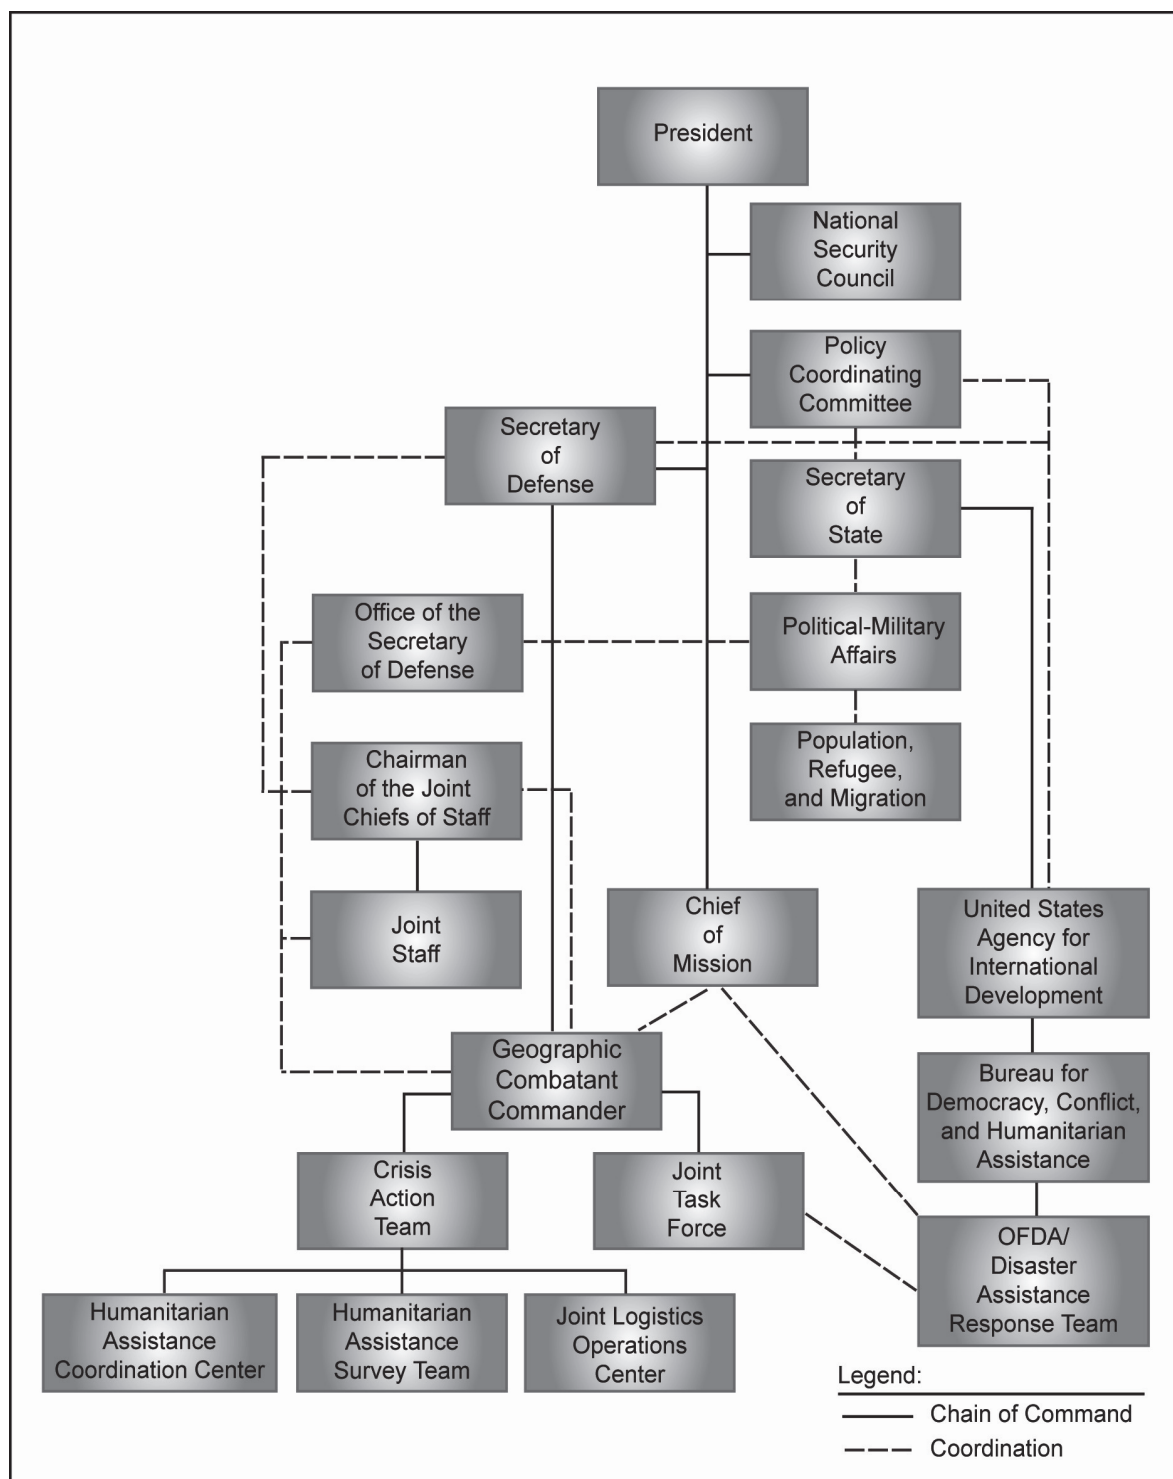 President
National
Security
Council
Policy
Coordinating
Committee
Secretary
of
Defense
Secretary
of
State
Office of the
Secretary
of Defense
Political-Military
Affairs
Chairman
of the Joint
Chiefs of Staff
Population,
Refugee,
and Migration
Joint
Staff
Chief
of
Mission
United States
Agency for
International
Development
Geographic
Combatant
Commander
Bureau for
Democracy, Conflict,
and Humanitarian
Assistance
Crisis
Action
Team
Joint
Task
Force
OFDA/
Disaster
Assistance
Response Team
Humanitarian
Assistance
Coordination Center
Humanitarian
Assistance
Survey Team
Joint Logistics
Operations
Center
Legend:
Chain of Command
Coordination